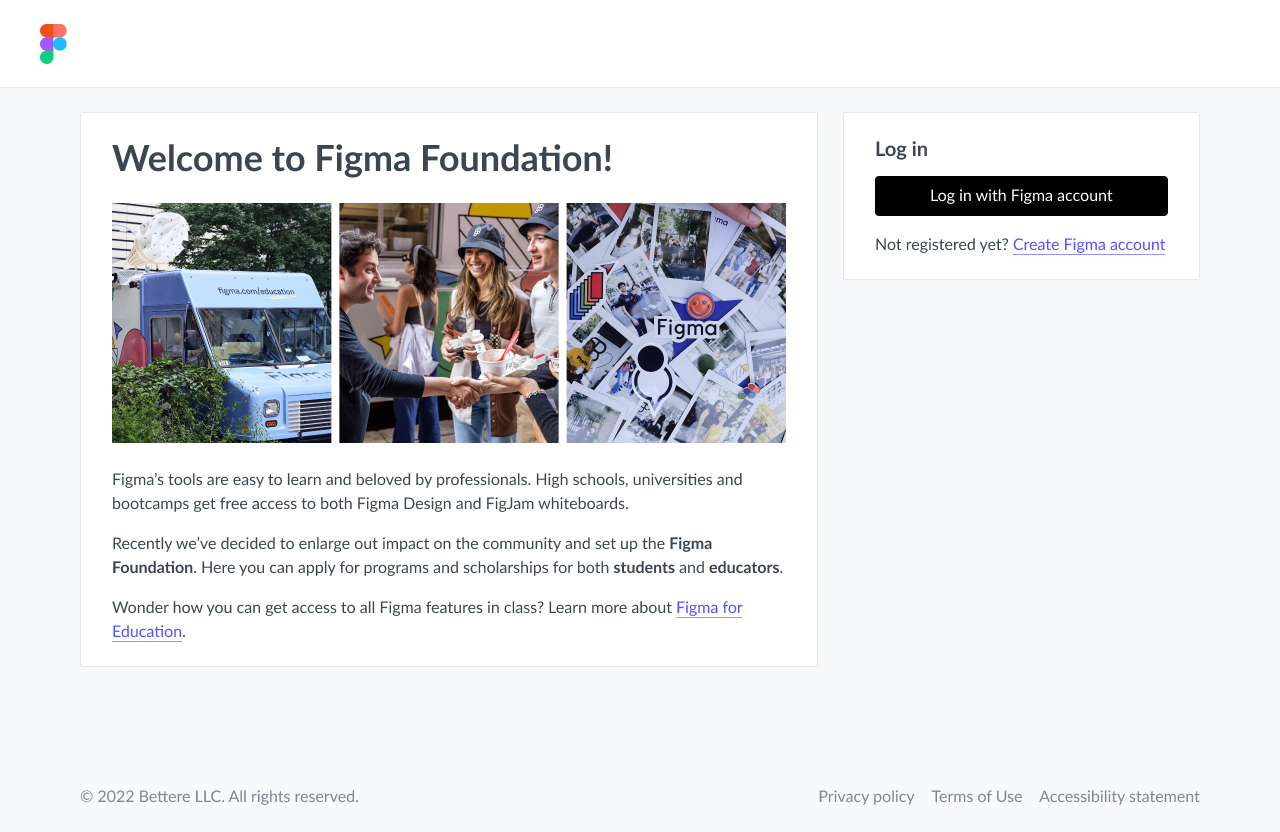 Welcome to Figma Foundation!
figma.com/education
Figma
Figma's tools are easy to learn and beloved by professionals. High schools, universities and
bootcamps get free access to both Figma Design and FigJam whiteboards.
Recently we've decided to enlarge out impact on the community and set up the Figma
Foundation. Here you can apply for programs and scholarships for both students and educators.
Wonder how you can get access to all Figma features in class? Learn more about Figma for
Education.
Log in
Log in with Figma account
Not registered yet? Create Figma account
© 2022 Bettere LLC. All rights reserved.
Privacy policy Terms of Use Accessibility statement